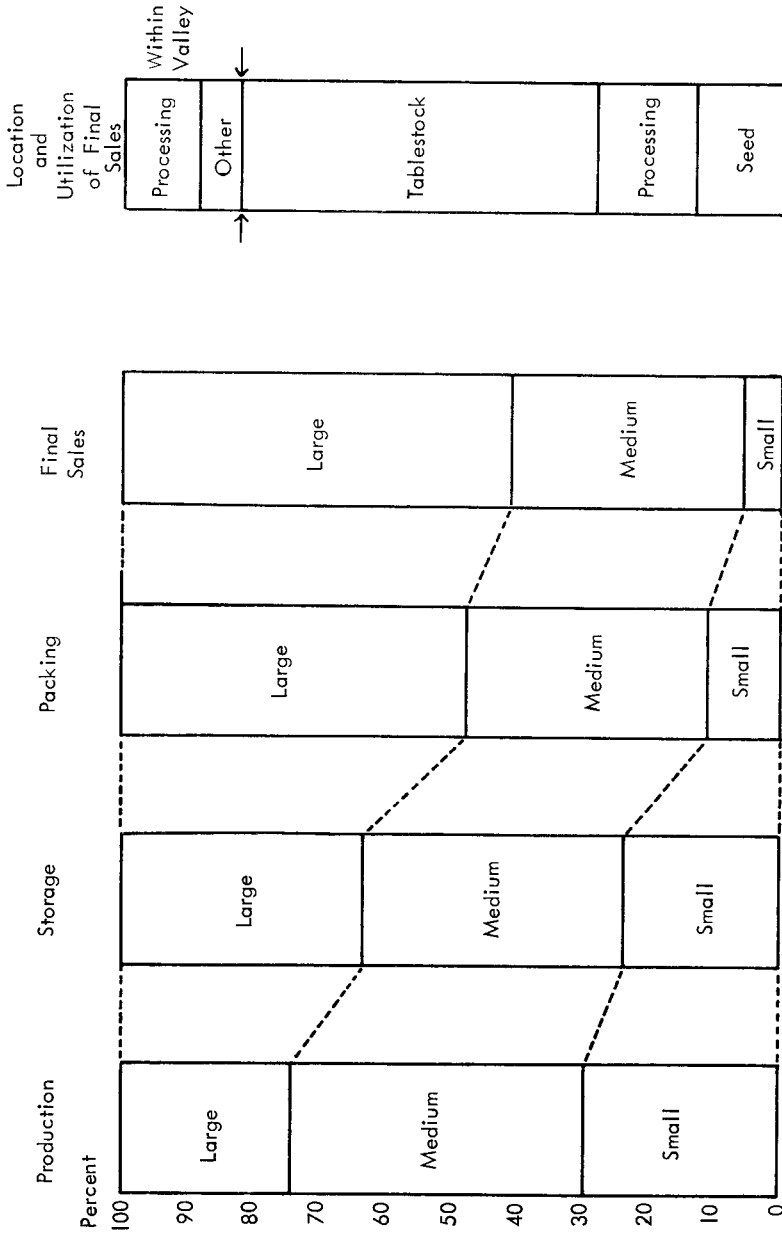 Production
Percent
100
90
80
70
60
50
40
30
20
10
0
Large
Medium
Small
Storage
Large
Medium
Small
Packing
Large
Medium
Small
Final
Sales
Large
Medium
Small
Location
and
Utilization
of Final
Sales
Processing
Other
Tablestock
Processing
Seed
Within
Valley